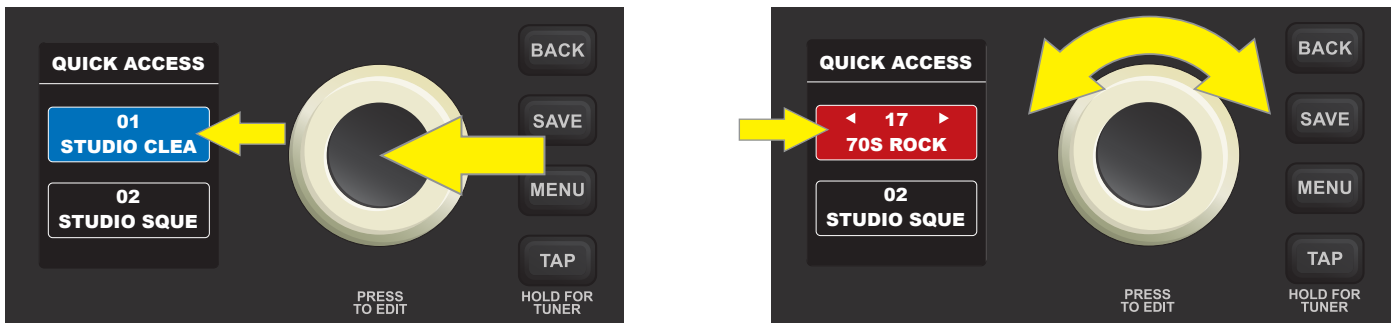 QUICK ACCESS
01
STUDIO CLEA
02
STUDIO SQUE
BACK
SAVE
MENU
TAP
PRESS
TO EDIT
HOLD FOR
TUNER
QUICK ACCESS
17
70S ROCK
02
STUDIO SQUE
BACK
SAVE
MENU
TAP
PRESS
TO EDIT
HOLD FOR
TUNER